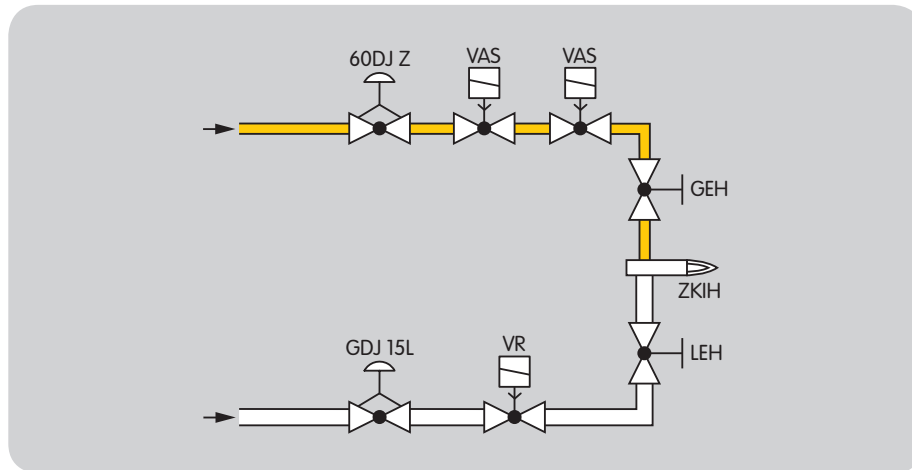 60DJ Z
VAS
VAS
GEH
ZKIH
LEH
GDJ 15L
VR